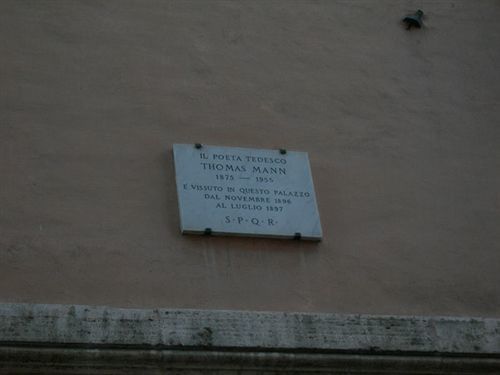 IL POETA TEDESCO
THOMAS MANN
1875 — 1955
E VISSUTO IN QUESTO PALAZZO
DAL NOVEMBRE 1896
AL LUGLIO 1897
S·P·Q·R·